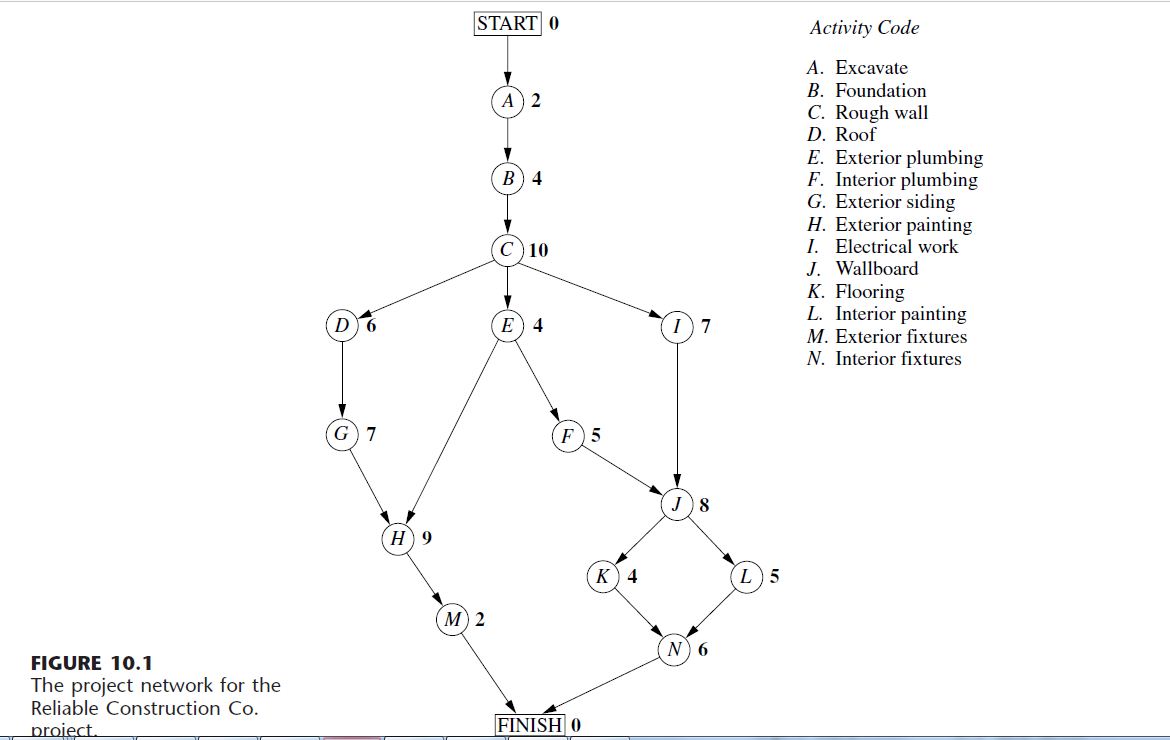 START 0
Activity Code
A. Excavate
A 2
B. Foundation
C. Rough wall
D. Roof
E. Exterior plumbing
B 4
F. Interior plumbing
G. Exterior siding
H. Exterior painting
C 10
I. Electrical work
J. Wallboard
K. Flooring
L. Interior painting
D 6
E 4
I 7
M. Exterior fixtures
N. Interior fixtures
G 7
F 5
J 8
H 9
K 4
L 5
M 2
N 6
FIGURE 10.1
The project network for the
Reliable Construction Co.
project.
FINISH 0